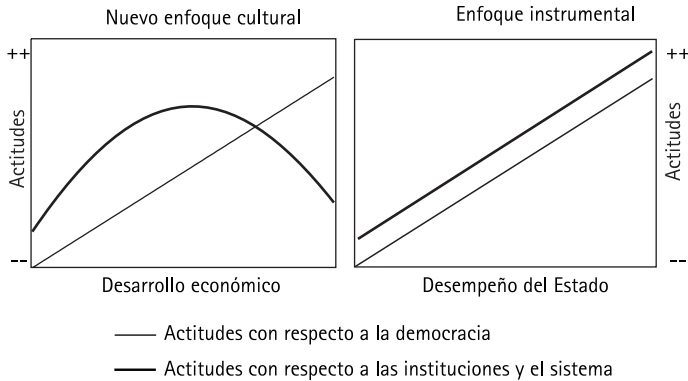 Nuevo enfoque cultural
Enfoque instrumental
++
++
Actitudes
Actitudes
--
--
Desarrollo económico
Desempeño del Estado
Actitudes con respecto a la democracia
Actitudes con respecto a las instituciones y el sistema